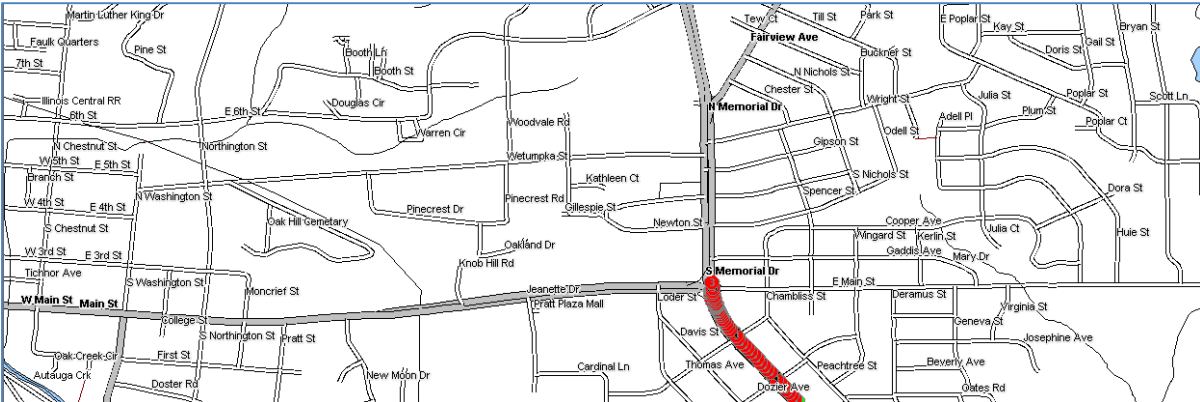 Martin Luther King Dr
Faulk Quarters
Pine St
7th St
Booth Ln
Booth St
Illinois Central RR
6th St
E 6th St
Douglas Cir
Warren Cir
Woodvale Rd
N Chestnut St
Northington St
W 5th St
E 5th St
Branch St
Wetumpka St
Kathleen Ct
N Washington St
Pinecrest Rd
W 4th St
E 4th St
Oak Hill Cemetary
Pinecrest Dr
Gillespie St
Newton St
S Chestnut St
W 3rd St
E 3rd St
Oakland Dr
Knob Hill Rd
Tichnor Ave
S Washington St
Moncrief St
W Main St
Main St
College St
Jeanette Dr
Pratt Plaza Mall
S Northington St
Pratt St
Oak Creek Cir
First St
Autauga Crk
Doster Rd
New Moon Dr
Cardinal Ln
Tew Ct
Till St
Park St
Fairview Ave
Buckner St
N Nichols St
Chester St
N Memorial Dr
Wright St
Gipson St
Odell St
S Nichols St
Spencer St
E Poplar St
Kay St
Bryan St
Gail St
Doris St
Julia St
Poplar St
Scott Ln
Plum St
Adell Pl
Poplar Ct
Dora St
Cooper Ave
Wingard St
Kerlin St
Julia Ct
Huie St
Gaddis Ave
Mary Dr
S Memorial Dr
E Main St
Loder St
Chambliss St
Deramus St
Virginia St
Geneva St
Davis St
Josephine Ave
Thomas Ave
Peachtree St
Beverly Ave
Dozier Ave
Oates Rd